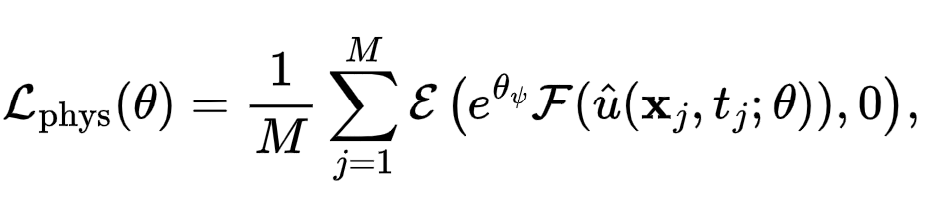 \mathcal{L}_{\text{phys}}(\theta) = \frac{1}{M} \sum_{j=1}^{M} \mathcal{E}\left(e^{\theta_\psi} \mathcal{F}(\hat{u}(\mathbf{x}_j, t_j; \theta)), 0\right),